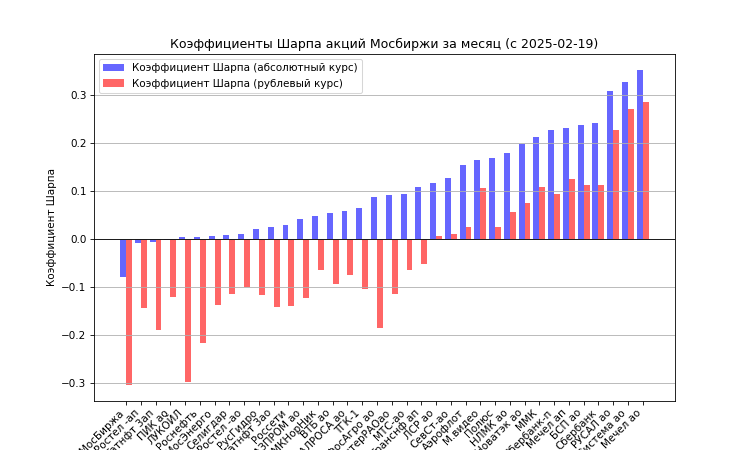 Коэффициенты Шарпа акций Мосбиржи за месяц (с 2025-02-19)
Коэффициент Шарпа (абсолютный курс)
Коэффициент Шарпа (рублевый курс)
Коэффициент Шарпа
0.3
0.2
0.1
0.0
−0.1
−0.2
−0.3
МосБиржа
Ростел -ап
ПИК ао
ЛУКОЙЛ
Роснефть
Селигдар
Ростел -ао
РусГидро
Россети
ВТБ ао
ТГК-1
МТС-ао
ЛСР ао
СевСт-ао
Аэрофлот
М.видео
Полюс
НЛМК ао
ММК
Мечел ап
БСП ао
Сбербанк
РУСАЛ ао
Мечел ао